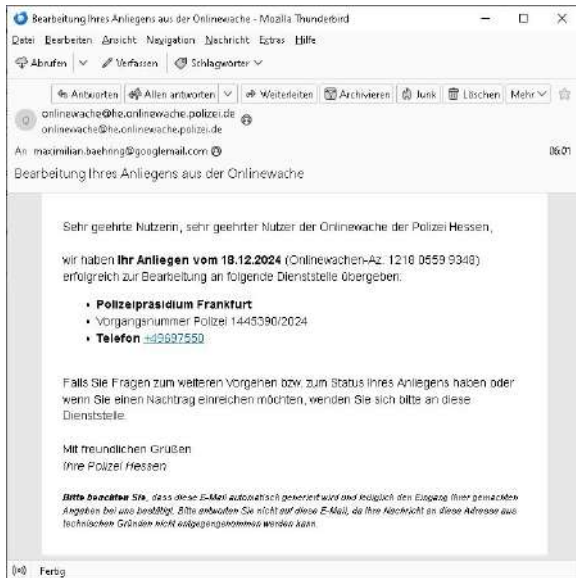 Bearbeitung Ihres Anliegens aus der Onlinewache - Mozilla Thunderbird
Datei Bearbeiten Ansicht Navigation Nachricht Extras Hilfe
Abrufen Verfassen Schlagwörter
Antworten Allen antworten Weiterleiten Archivieren Junk Löschen Mehr
onlinewache@he.onlinewache.polizei.de
onlinewache@he.onlinewache.polizei.de
An maximilian.baehring@googlemail.com 06:01
Bearbeitung Ihres Anliegens aus der Onlinewache
Sehr geehrte Nutzerin, sehr geehrter Nutzer der Onlinewache der Polizei Hessen,
wir haben Ihr Anliegen vom 18.12.2024 (Onlinewachen-Az. 1218 0559 9348)
erfolgreich zur Bearbeitung an folgende Dienststelle übergeben:
• Polizeipräsidium Frankfurt
• Vorgangsnummer Polizei 1445390/2024
• Telefon +49697550
Falls Sie Fragen zum weiteren Vorgehen bzw. zum Status Ihres Anliegens haben oder
wenn Sie einen Nachtrag einreichen möchten, wenden Sie sich bitte an diese
Dienststelle.
Mit freundlichen Grüßen
Ihre Polizei Hessen
Bitte beachten Sie, dass diese E-Mail automatisch generiert wird und lediglich den Eingang Ihrer gemachten
Angaben bei uns bestätigt. Bitte antworten Sie nicht auf diese E-Mail, da Ihre Nachricht an diese Adresse aus
technischen Gründen nicht entgegengenommen werden kann.
Fertig